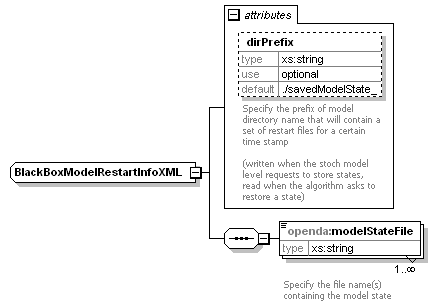 attributes
dirPrefix
type xs:string
use optional
default ./savedModelState_
Specify the prefix of model
directory name that will contain a
set of restart files for a certain
time stamp
(written when the stoch model
level requests to store states,
read when the algorithm asks to
restore a state)
BlackBoxModelRestartInfoXML
openda:modelStateFile
type xs:string
1..∞
Specify the file name(s)
containing the model state